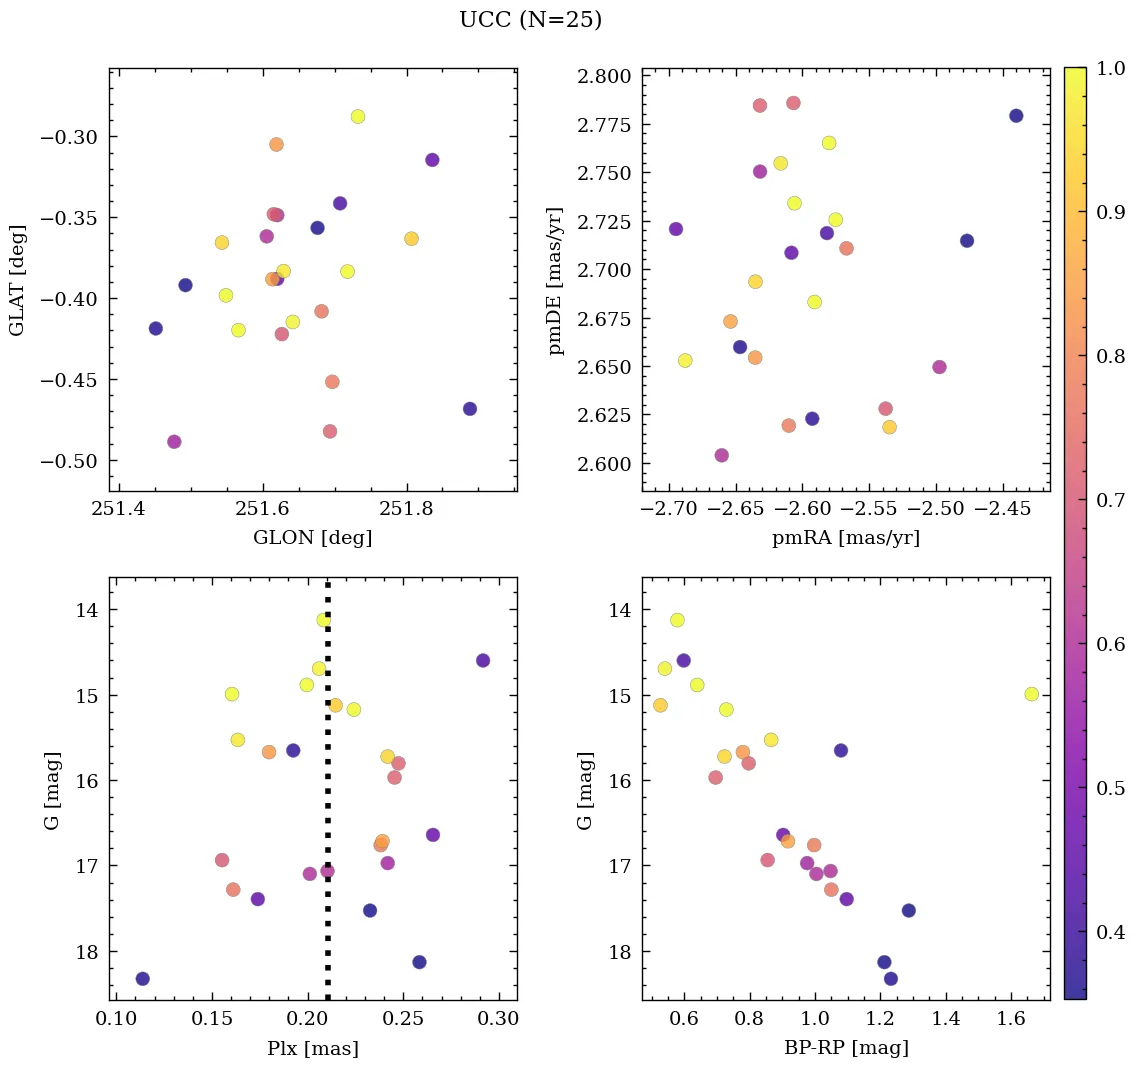 UCC (N=25)
−0.30
−0.35
−0.40
−0.45
−0.50
GLAT [deg]
251.4 251.6 251.8
GLON [deg]
2.800
2.775
2.750
2.725
2.700
2.675
2.650
2.625
2.600
pmDE [mas/yr]
−2.70 −2.65 −2.60 −2.55 −2.50 −2.45
pmRA [mas/yr]
14
15
16
17
18
G [mag]
0.10 0.15 0.20 0.25 0.30
Plx [mas]
14
15
16
17
18
G [mag]
0.6 0.8 1.0 1.2 1.4 1.6
BP-RP [mag]
1.0
0.9
0.8
0.7
0.6
0.5
0.4